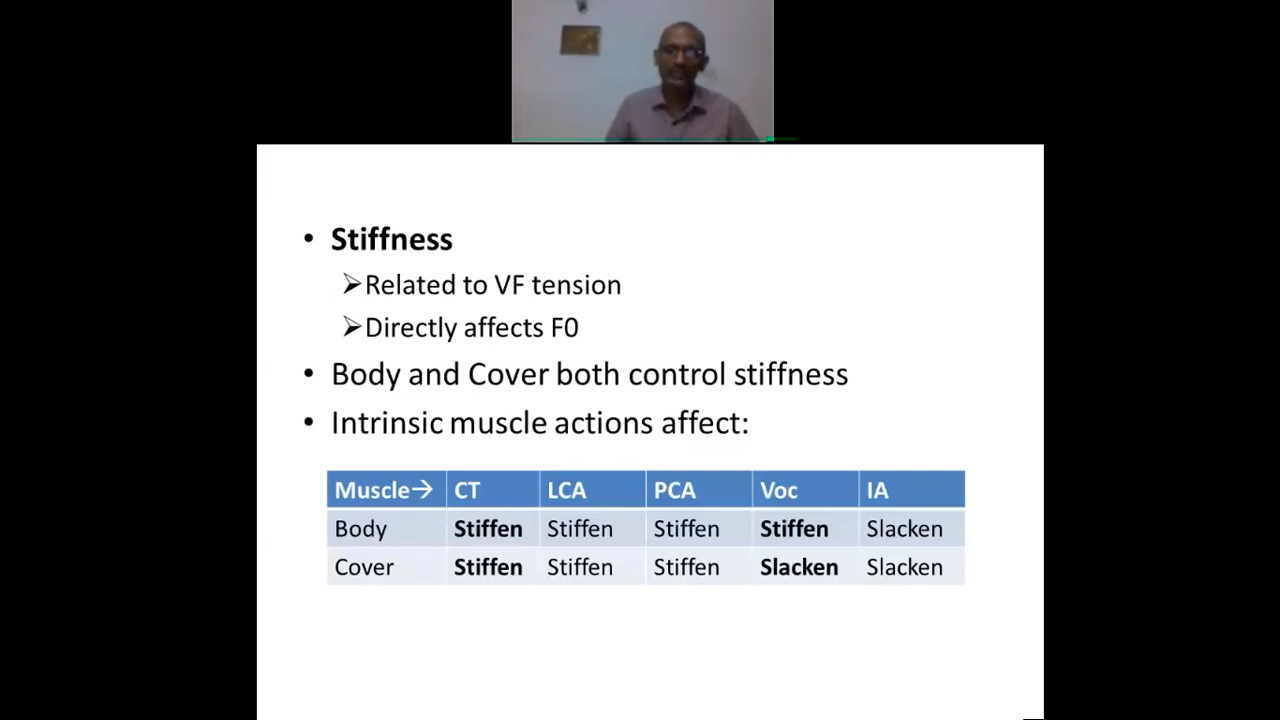 • Stiffness
➢Related to VF tension
➢Directly affects F0
• Body and Cover both control stiffness
• Intrinsic muscle actions affect:
Muscle→ CT LCA PCA Voc IA
Body Stiffen Stiffen Stiffen Stiffen Slacken
Cover Stiffen Stiffen Stiffen Slacken Slacken